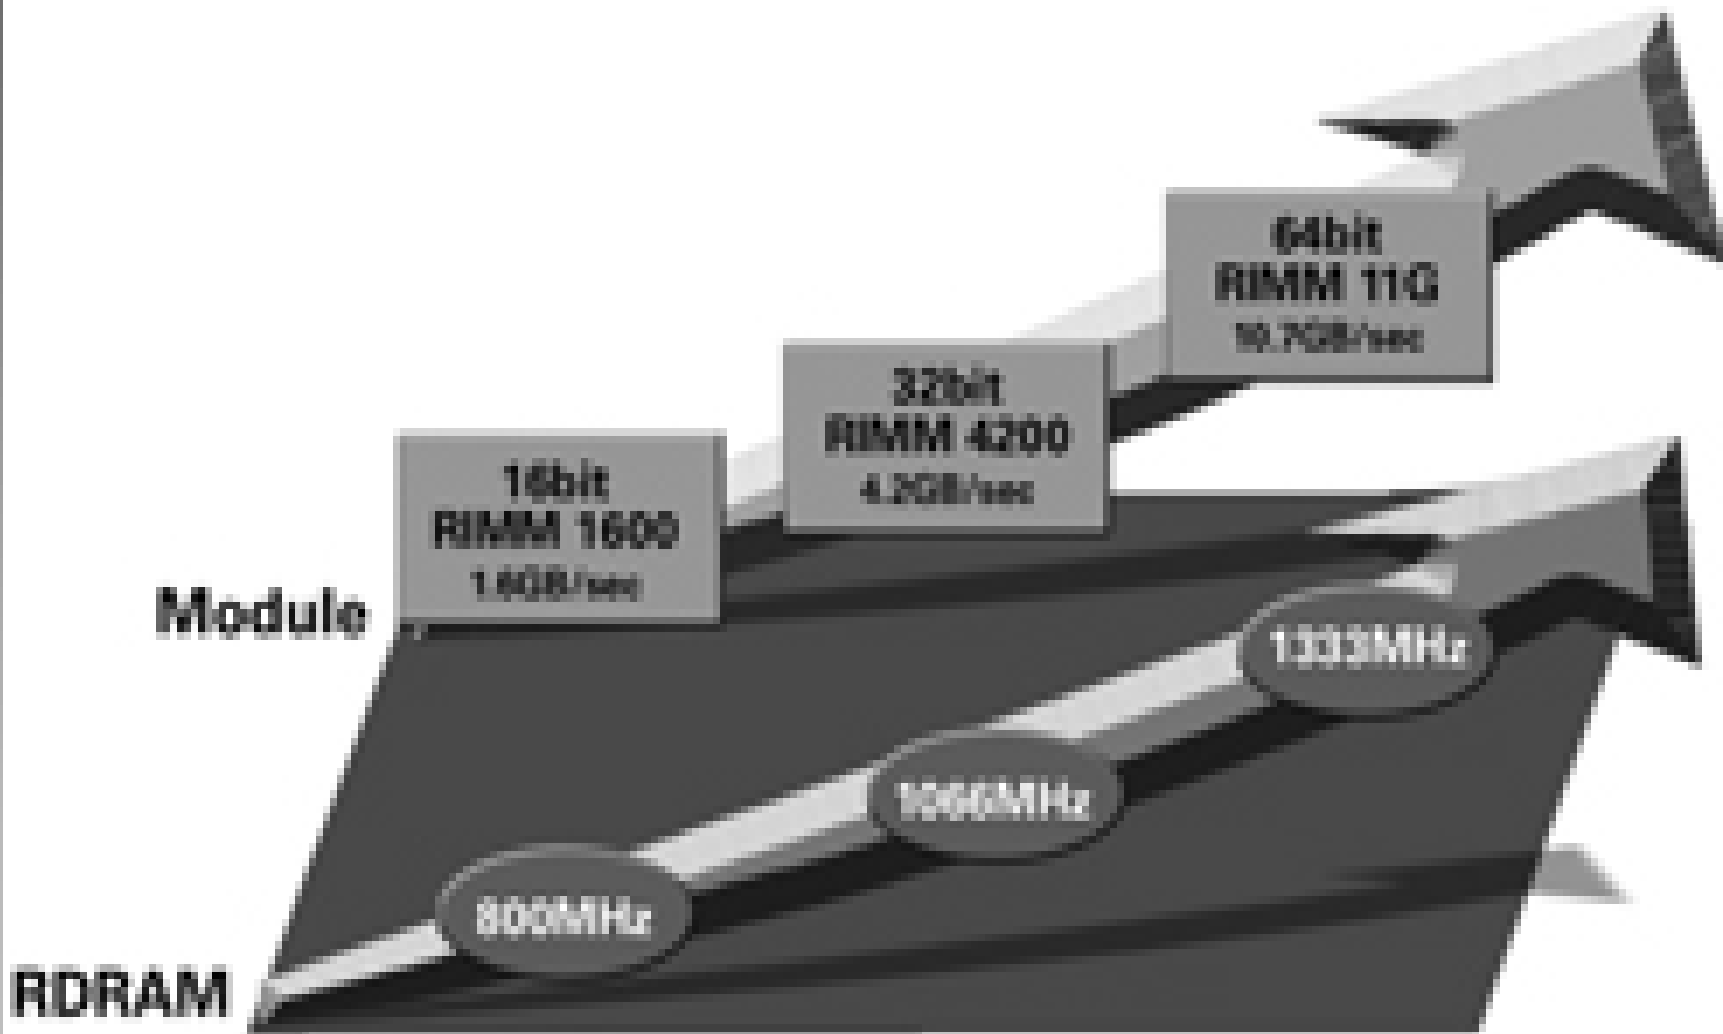 64bit
RIMM 11G
10.7GB/sec
32bit
RIMM 4200
4.2GB/sec
16bit
RIMM 1600
1.6GB/sec
Module
1333MHz
1066MHz
800MHz
RDRAM